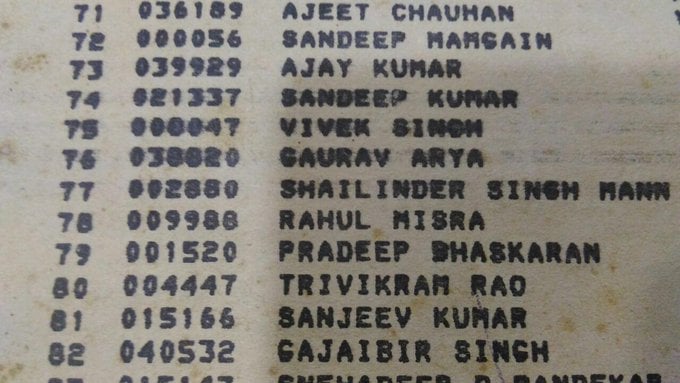 71 036189 AJEET CHAUHAN
72 000056 SANDEEP MAMGAIN
73 039929 AJAY KUMAR
74 021337 SANDEEP KUMAR
75 008047 VIVEK SINGH
76 038820 GAURAV ARYA
77 002880 SHAILINDER SINGH MANN
78 009988 RAHUL MISRA
79 001520 PRADEEP BHASKARAN
80 004447 TRIVIKRAM RAO
81 015166 SANJEEV KUMAR
82 040532 GAJAIBIR SINGH